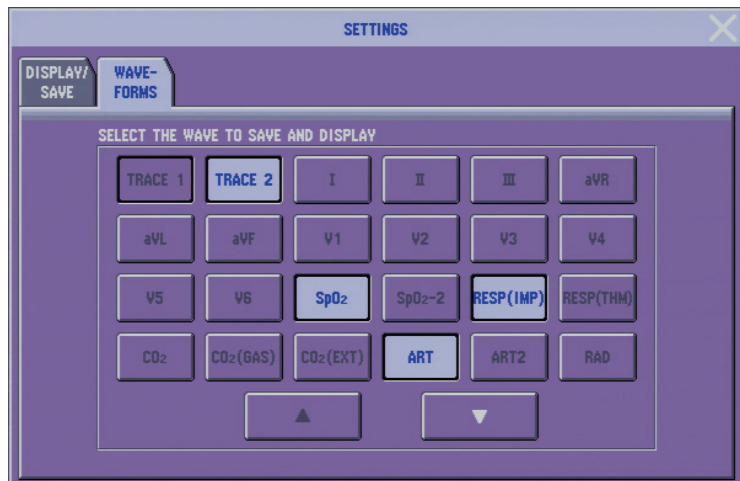 SETTINGS
DISPLAY/
SAVE
WAVE-
FORMS
SELECT THE WAVE TO SAVE AND DISPLAY
TRACE 1 TRACE 2 I II III aVR
aVL aVF V1 V2 V3 V4
V5 V6 SpO₂ SpO₂-2 RESP(IMP) RESP(THM)
CO₂ CO₂(GAS) CO₂(EXT) ART ART2 RAD